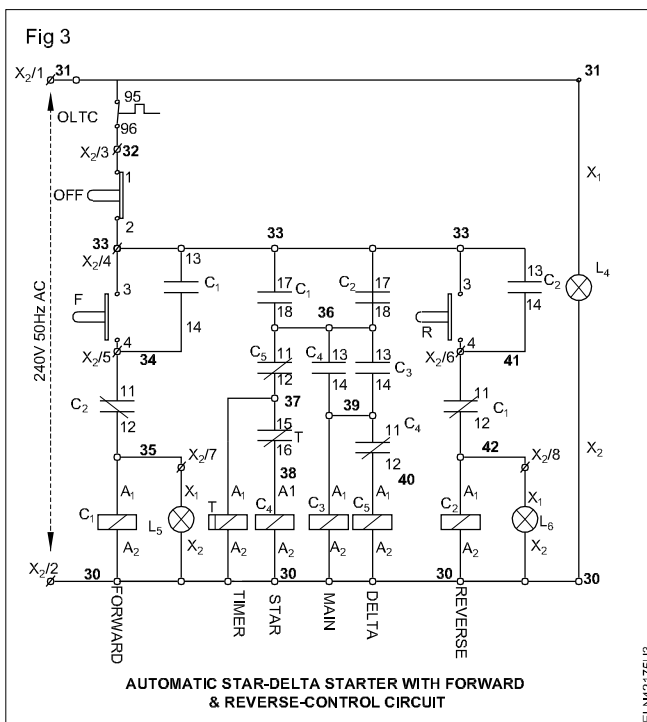 Fig 3
X2/1 31 31
95
OLTC
96
X2/3 32
1
OFF
2
X1
33 33 33
X2/4
13 17 17 13
C1 C1 C2 C2 L4
14 18 18 14
3 3
F R
4 4
X2/5 34 36 X2/6 41
240V 50Hz AC
C5 11 C4 13 13 C3
12 14 14
11 11
C2 C1
12 12
37 39
15 T 11 C4
16 12
X2
35 X2/7 38 40 42 X2/8
A1 X1 A1 A1 A1 A1 A1 X1
C1 L5 T C4 C3 C5 C2 L6
A2 X2 A2 A2 A2 A2 A2 X2
X2/2 30 30 30 30
FORWARD
TIMER
STAR
MAIN
DELTA
REVERSE
AUTOMATIC STAR-DELTA STARTER WITH FORWARD
& REVERSE-CONTROL CIRCUIT